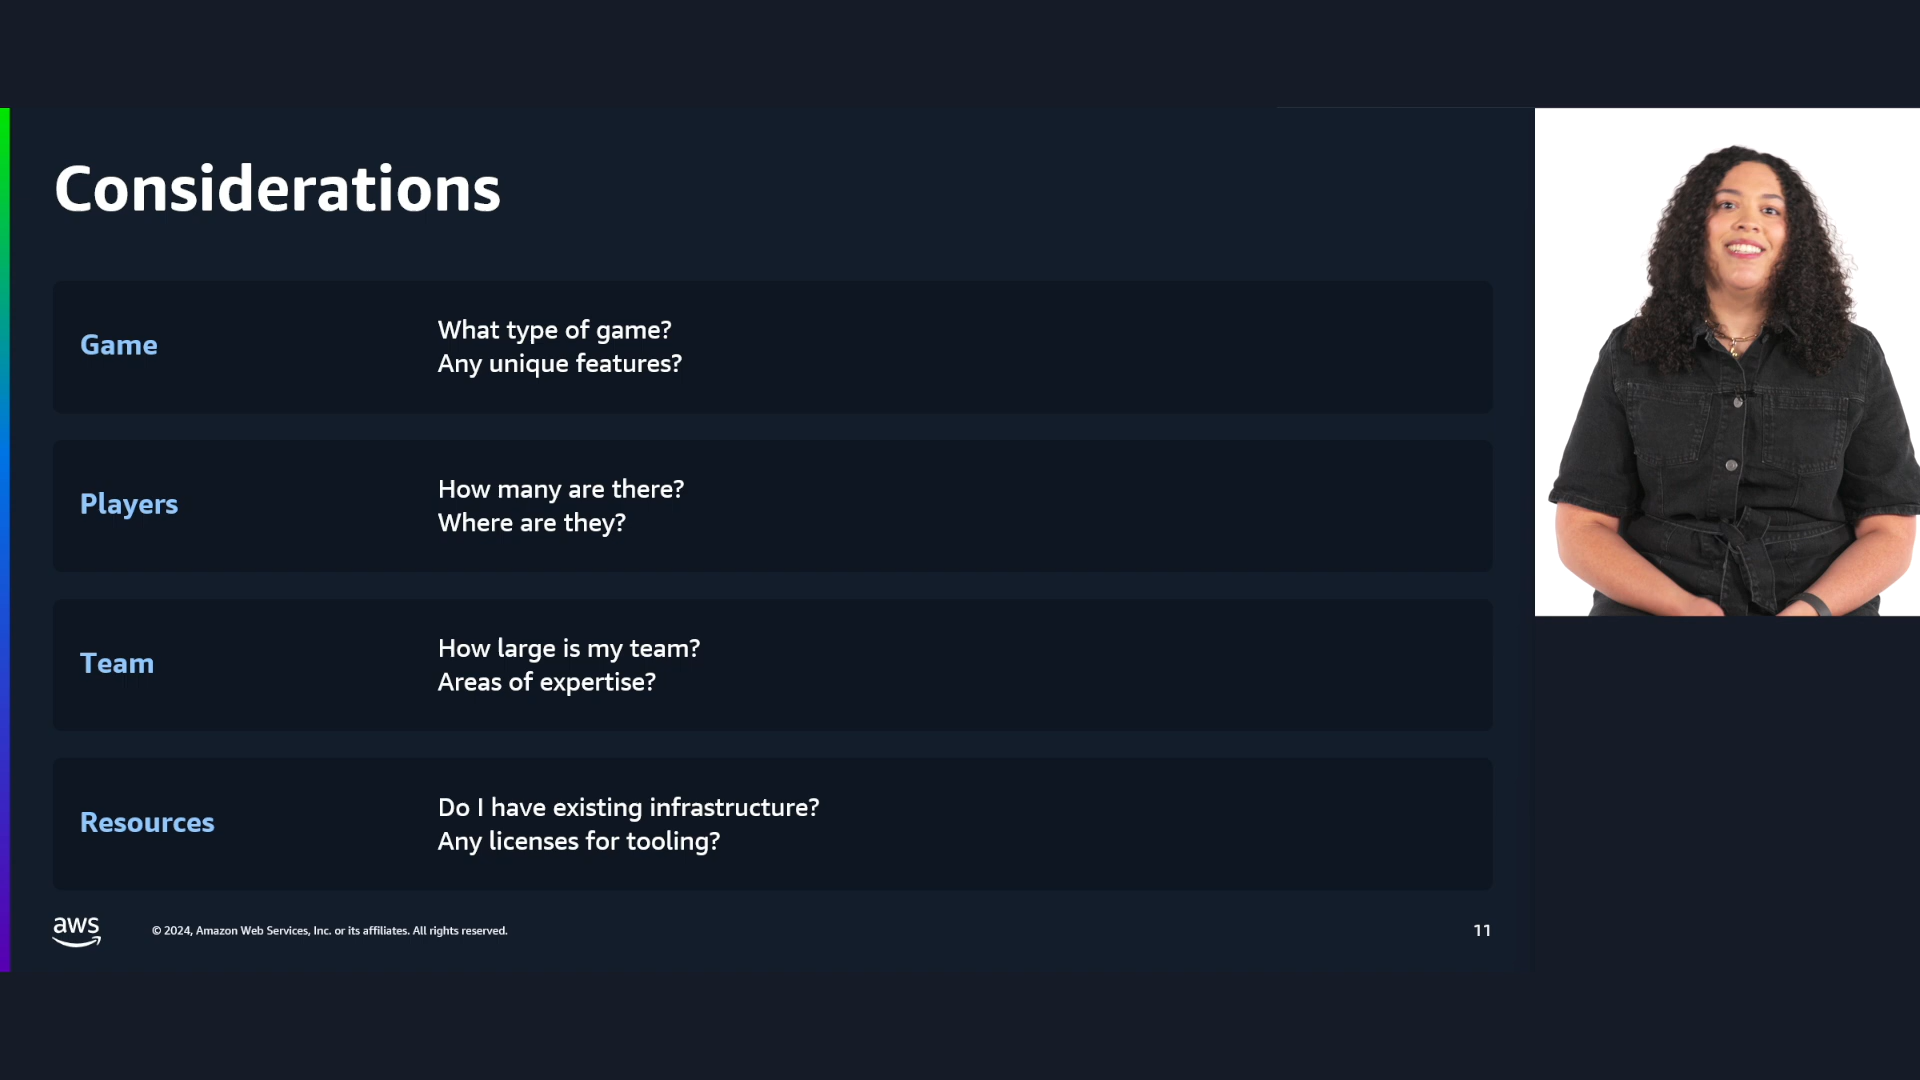 Considerations
Game
What type of game?
Any unique features?
Players
How many are there?
Where are they?
Team
How large is my team?
Areas of expertise?
Resources
Do I have existing infrastructure?
Any licenses for tooling?
aws
© 2024, Amazon Web Services, Inc. or its affiliates. All rights reserved.
11